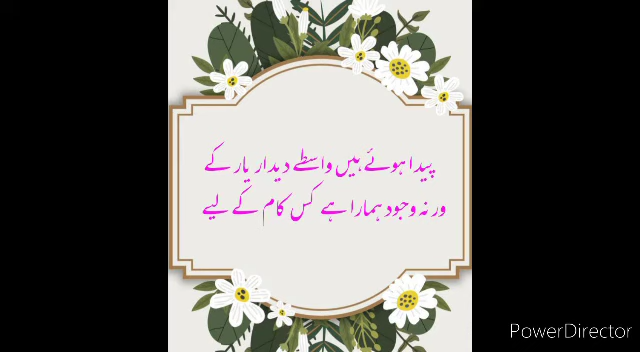 پیدا ہوئے ہیں واسطے دیدار یار کے
ورنہ وجود ہمارا ہے کس کام کے لیے
PowerDirector